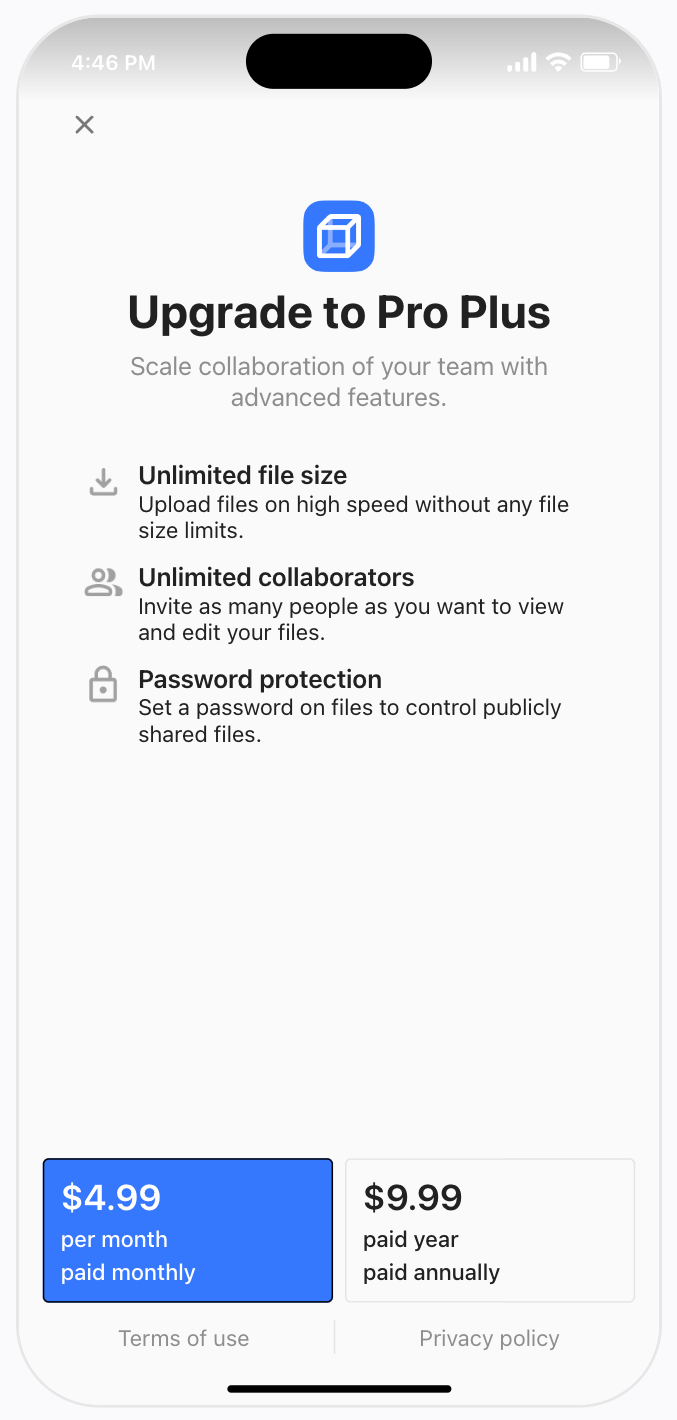 4:46 PM
Upgrade to Pro Plus
Scale collaboration of your team with
advanced features.
Unlimited file size
Upload files on high speed without any file
size limits.
Unlimited collaborators
Invite as many people as you want to view
and edit your files.
Password protection
Set a password on files to control publicly
shared files.
$4.99
per month
paid monthly
$9.99
paid year
paid annually
Terms of use
Privacy policy